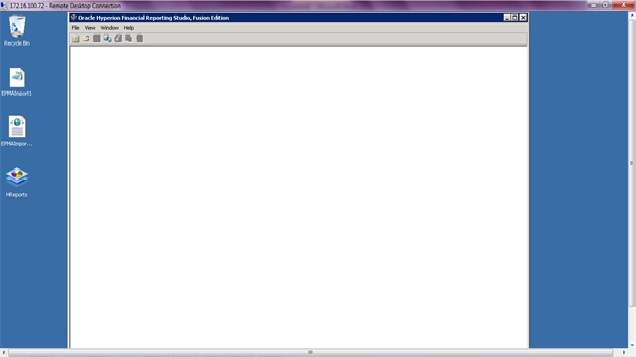 172.16.100.72 - Remote Desktop Connection
Oracle Hyperion Financial Reporting Studio, Fusion Edition
File View Window Help
Recycle Bin
EPMAImport1
EPMAImpor...
HReports